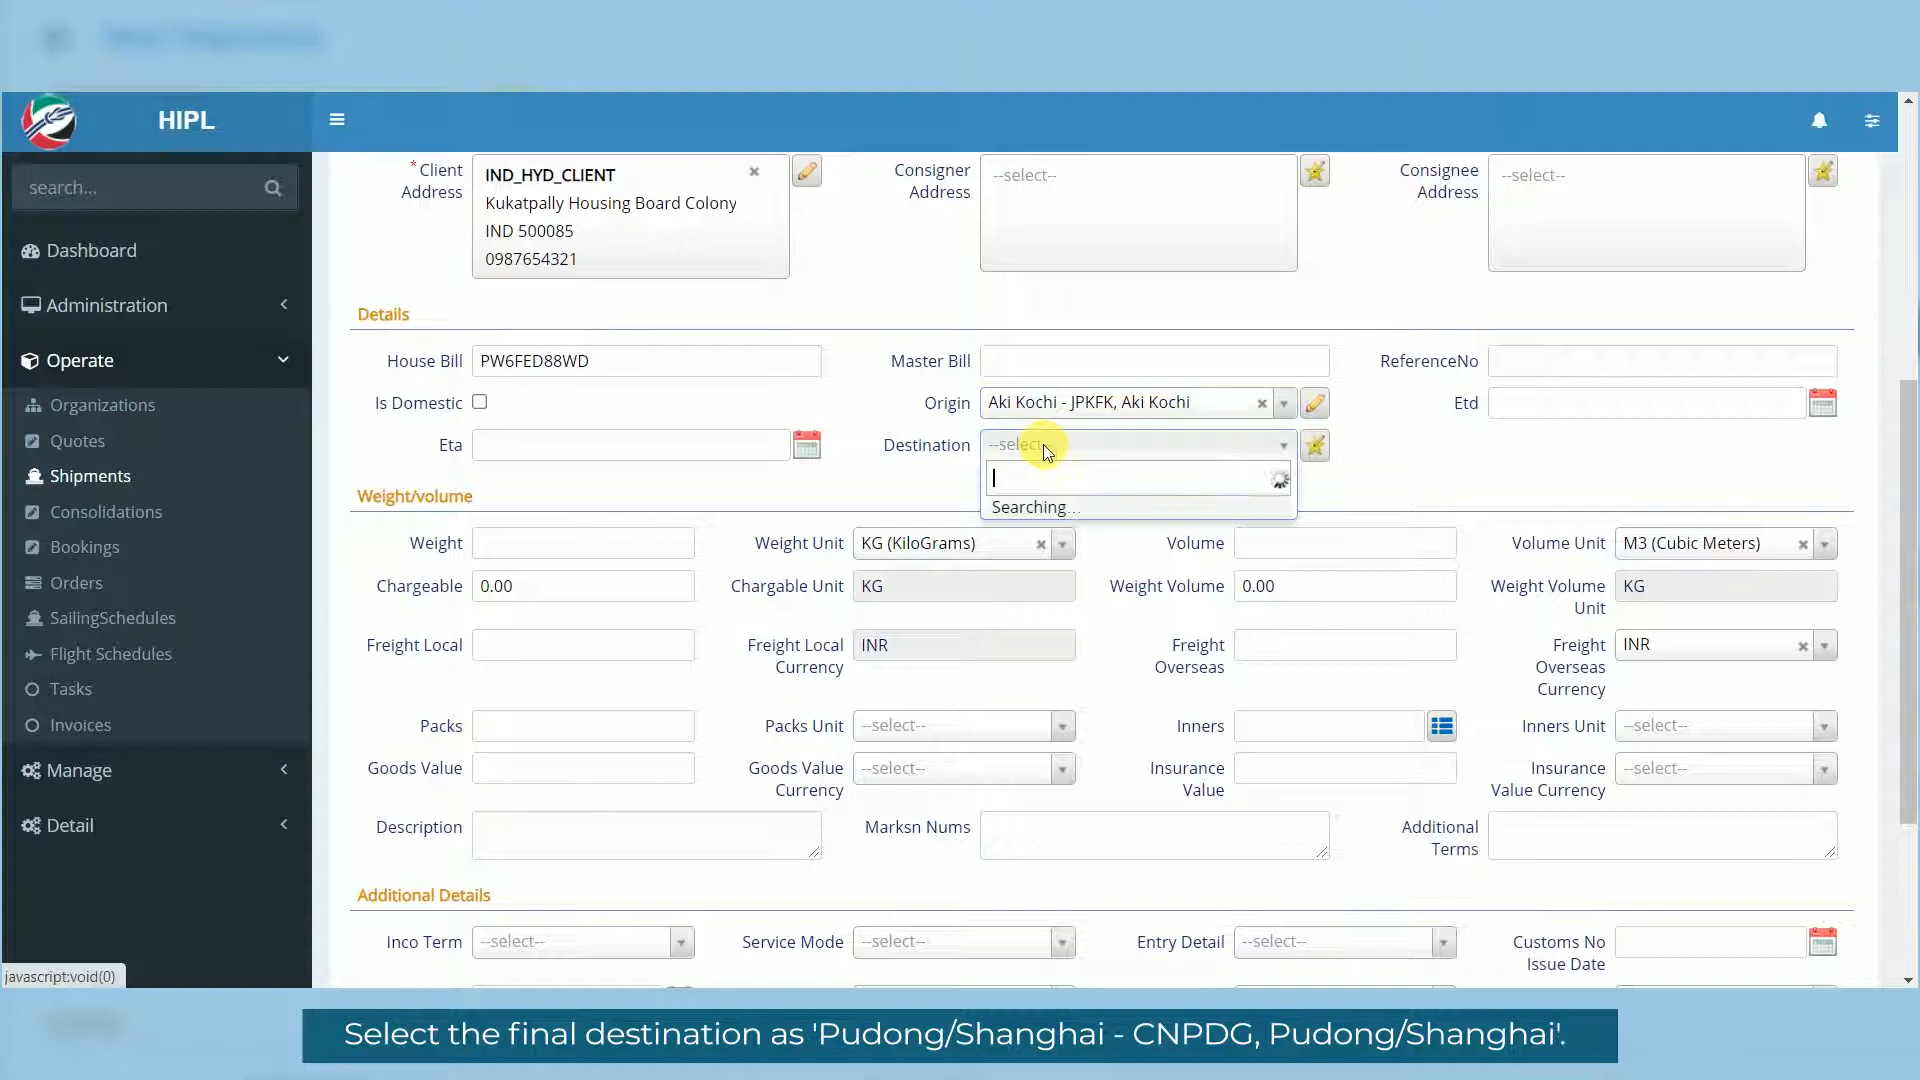 HIPL
search...
Dashboard
Administration
Operate
Organizations
Quotes
Shipments
Consolidations
Bookings
Orders
SailingSchedules
Flight Schedules
Tasks
Invoices
Manage
Detail
* Client Address
IND_HYD_CLIENT
Kukatpally Housing Board Colony
IND 500085
0987654321
Consigner Address
--select--
Consignee Address
--select--
Details
House Bill PW6FED88WD
Master Bill
ReferenceNo
Is Domestic
Origin Aki Kochi - JPKFK, Aki Kochi
Etd
Eta
Destination --select--
Searching...
Weight/volume
Weight
Weight Unit KG (KiloGrams)
Volume
Volume Unit M3 (Cubic Meters)
Chargeable 0.00
Chargable Unit KG
Weight Volume 0.00
Weight Volume Unit KG
Freight Local
Freight Local Currency INR
Freight Overseas
Freight Overseas Currency INR
Packs
Packs Unit --select--
Inners
Inners Unit --select--
Goods Value
Goods Value Currency --select--
Insurance Value
Insurance Value Currency --select--
Description
Marksn Nums
Additional Terms
Additional Details
Inco Term --select--
Service Mode --select--
Entry Detail --select--
Customs No Issue Date
javascript:void(0)
Select the final destination as 'Pudong/Shanghai - CNPDG, Pudong/Shanghai'.